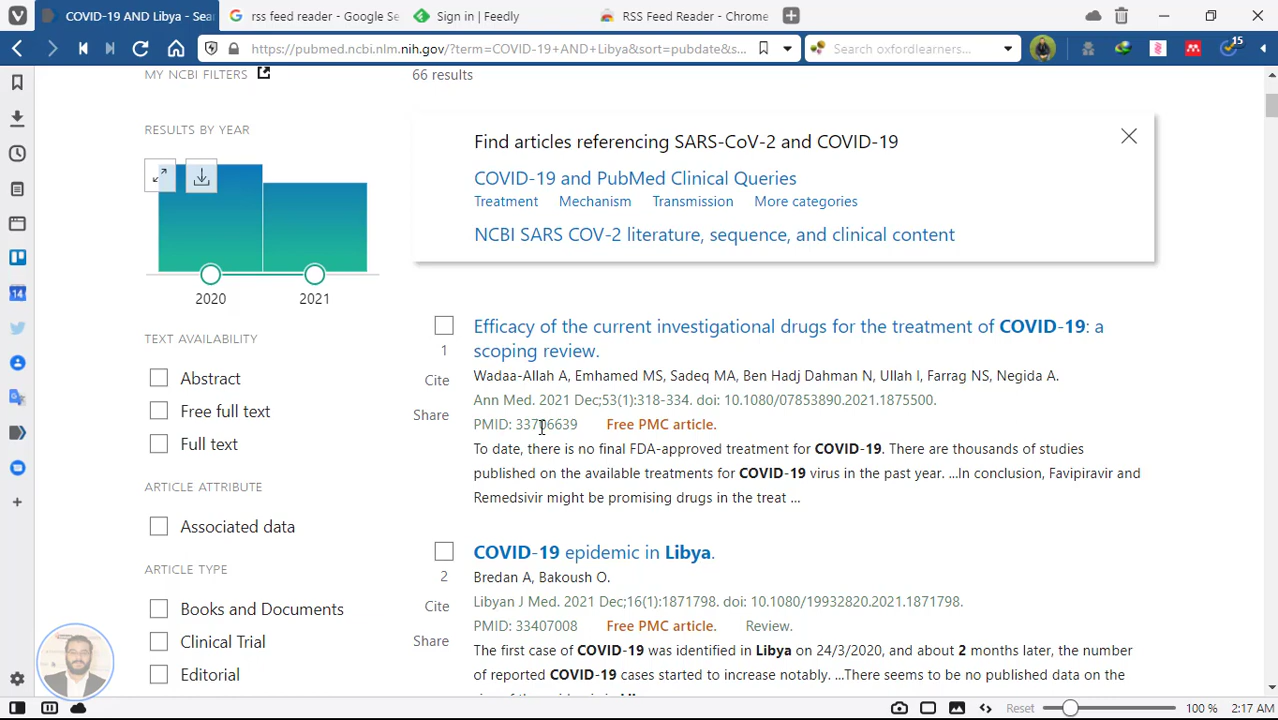 COVID-19 AND Libya - Sea
rss feed reader - Google Se
Sign in | Feedly
RSS Feed Reader - Chrome
https://pubmed.ncbi.nlm.nih.gov/?term=COVID-19+AND+Libya&sort=pubdate&s...
Search oxfordlearners
15
MY NCBI FILTERS
66 results
RESULTS BY YEAR
2020
2021
TEXT AVAILABILITY
Abstract
Free full text
Full text
ARTICLE ATTRIBUTE
Associated data
ARTICLE TYPE
Books and Documents
Clinical Trial
Editorial
Find articles referencing SARS-CoV-2 and COVID-19
COVID-19 and PubMed Clinical Queries
Treatment Mechanism Transmission More categories
NCBI SARS COV-2 literature, sequence, and clinical content
1
Cite
Share
Efficacy of the current investigational drugs for the treatment of COVID-19: a
scoping review.
Wadaa-Allah A, Emhamed MS, Sadeq MA, Ben Hadj Dahman N, Ullah I, Farrag NS, Negida A.
Ann Med. 2021 Dec;53(1):318-334. doi: 10.1080/07853890.2021.1875500.
PMID: 33706639 Free PMC article.
To date, there is no final FDA-approved treatment for COVID-19. There are thousands of studies
published on the available treatments for COVID-19 virus in the past year. ...In conclusion, Favipiravir and
Remedsivir might be promising drugs in the treat ...
2
Cite
Share
COVID-19 epidemic in Libya.
Bredan A, Bakoush O.
Libyan J Med. 2021 Dec;16(1):1871798. doi: 10.1080/19932820.2021.1871798.
PMID: 33407008 Free PMC article. Review.
The first case of COVID-19 was identified in Libya on 24/3/2020, and about 2 months later, the number
of reported COVID-19 cases started to increase notably. ...There seems to be no published data on the
14
Reset
100 %
2:17 AM